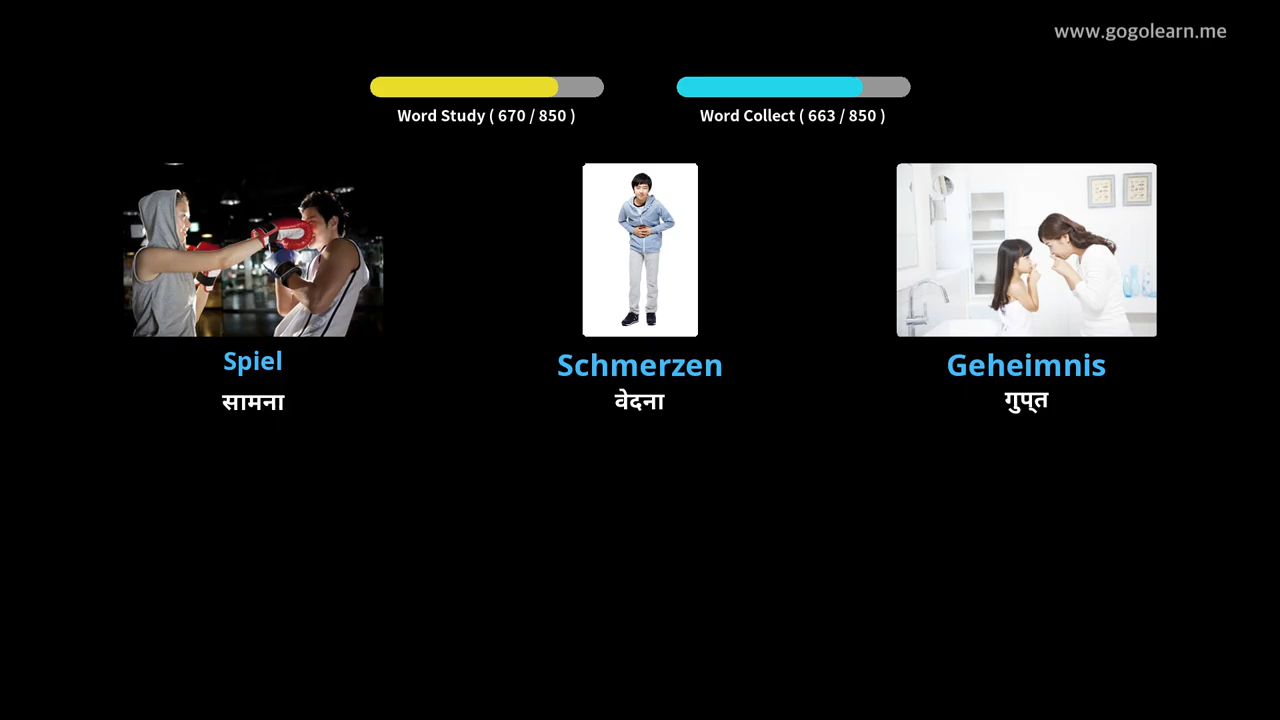 www.gogolearn.me
Word Study ( 670 / 850 )
Word Collect ( 663 / 850 )
Spiel
Schmerzen
Geheimnis
सामना
वेदना
गुप्त